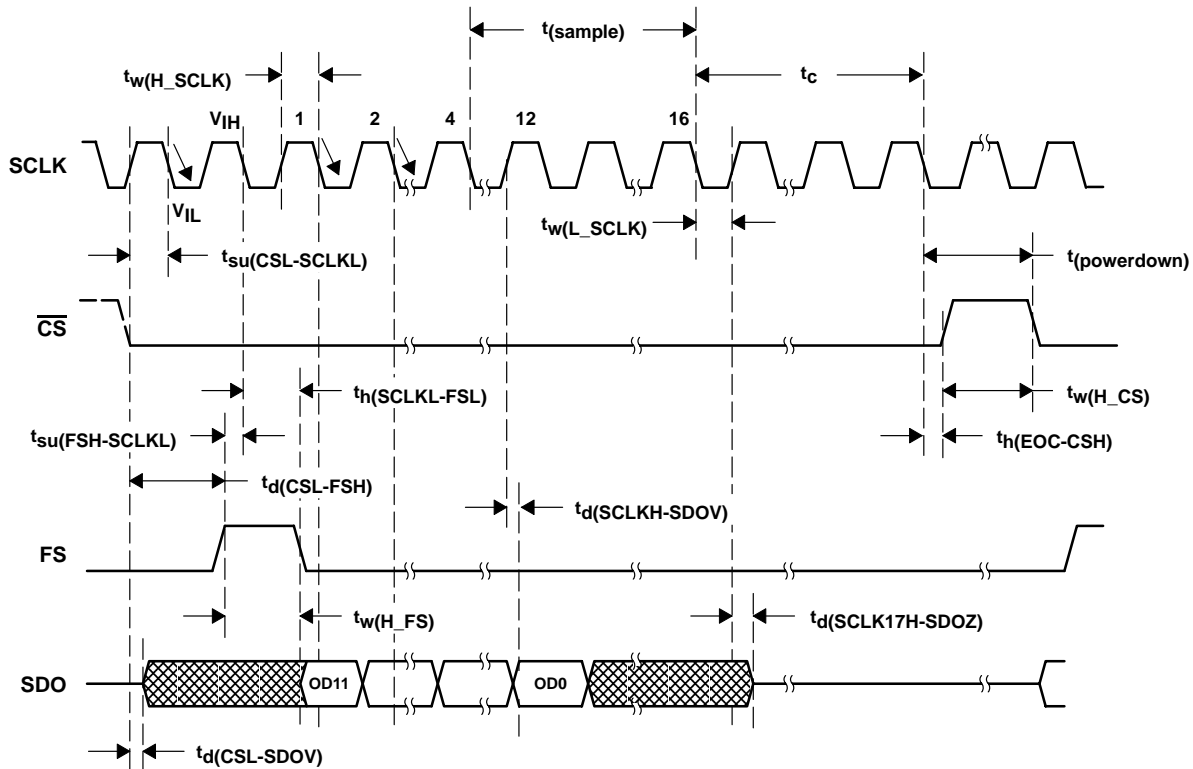 t(sample)
tw(H_SCLK)
tc
VIH
1
2
4
12
16
SCLK
VIL
tw(L_SCLK)
tsu(CSL-SCLKL)
t(powerdown)
CS
th(SCLKL-FSL)
tw(H_CS)
tsu(FSH-SCLKL)
th(EOC-CSH)
td(CSL-FSH)
td(SCLKH-SDOV)
FS
tw(H_FS)
td(SCLK17H-SDOZ)
SDO
OD11
OD0
td(CSL-SDOV)